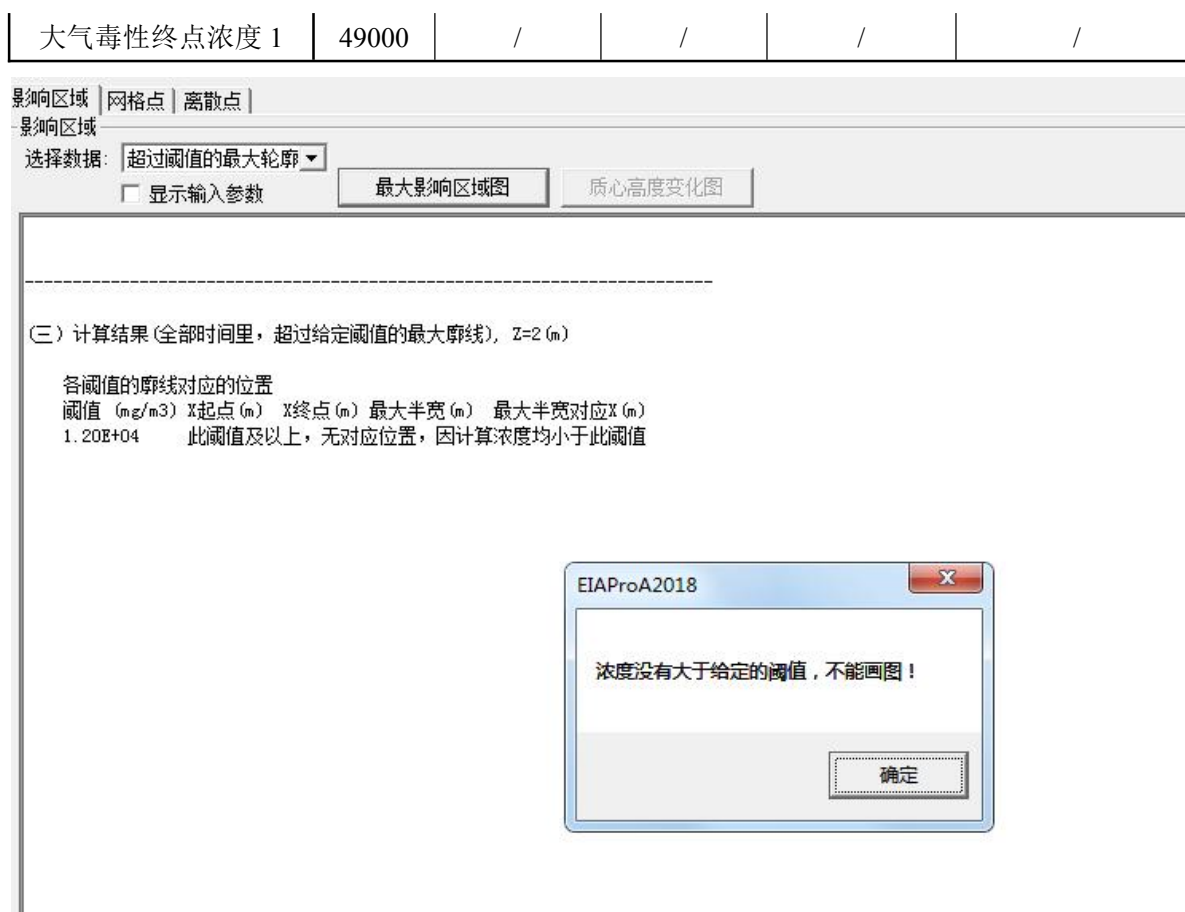 大气毒性终点浓度 1 49000 / / / /
影响区域 网格点 离散点
影响区域
选择数据: 超过阈值的最大轮廓
显示输入参数 最大影响区域图 质心高度变化图
(三) 计算结果(全部时间里,超过给定阈值的最大廓线), Z=2(m)
各阈值的廓线对应的位置
阈值 (mg/m3) X起点(m) X终点(m) 最大半宽(m) 最大半宽对应X(m)
1.20E+04 此阈值及以上,无对应位置,因计算浓度均小于此阈值
EIAProA2018
浓度没有大于给定的阈值,不能画图!
确定